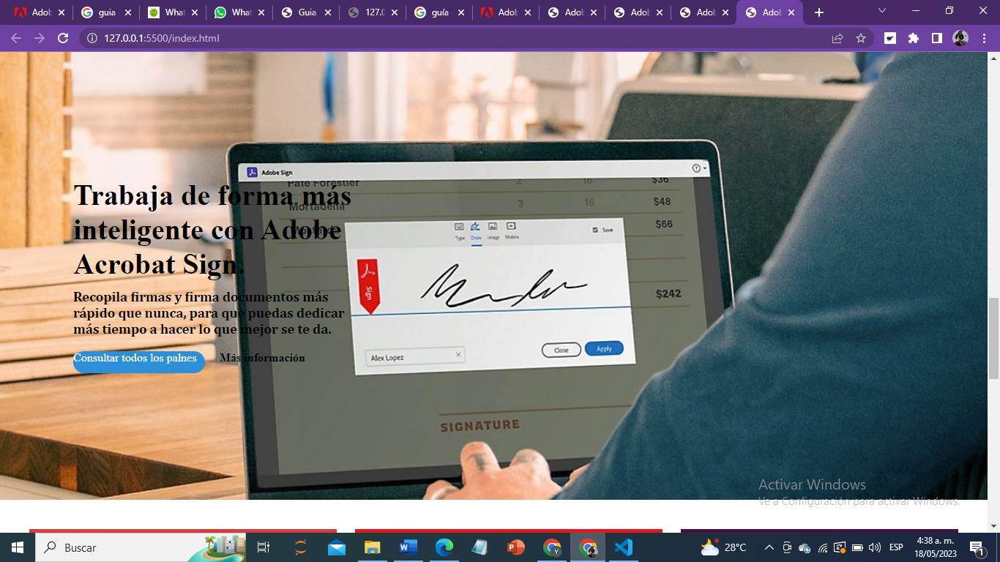 Adob
guia
What
What
Guia
127.0
guía
Adob
Adob
Adob
Adob
Adob
127.0.0.1:5500/index.html
Adobe Sign
Pate Forestier 2 18 $36
Mortadella 3 16 $48
$66
Trabaja de forma más
inteligente con Adobe
Acrobat Sign.
Type Draw Image Mobile Save
Sign
$242
Recopila firmas y firma documentos más
rápido que nunca, para que puedas dedicar
más tiempo a hacer lo que mejor se te da.
Consultar todos los palnes Más información
Alex Lopez Close Apply
SIGNATURE
Activar Windows
Ve a Configuración para activar Windows.
Buscar
28°C
ESP
4:38 a. m.
18/05/2023
1